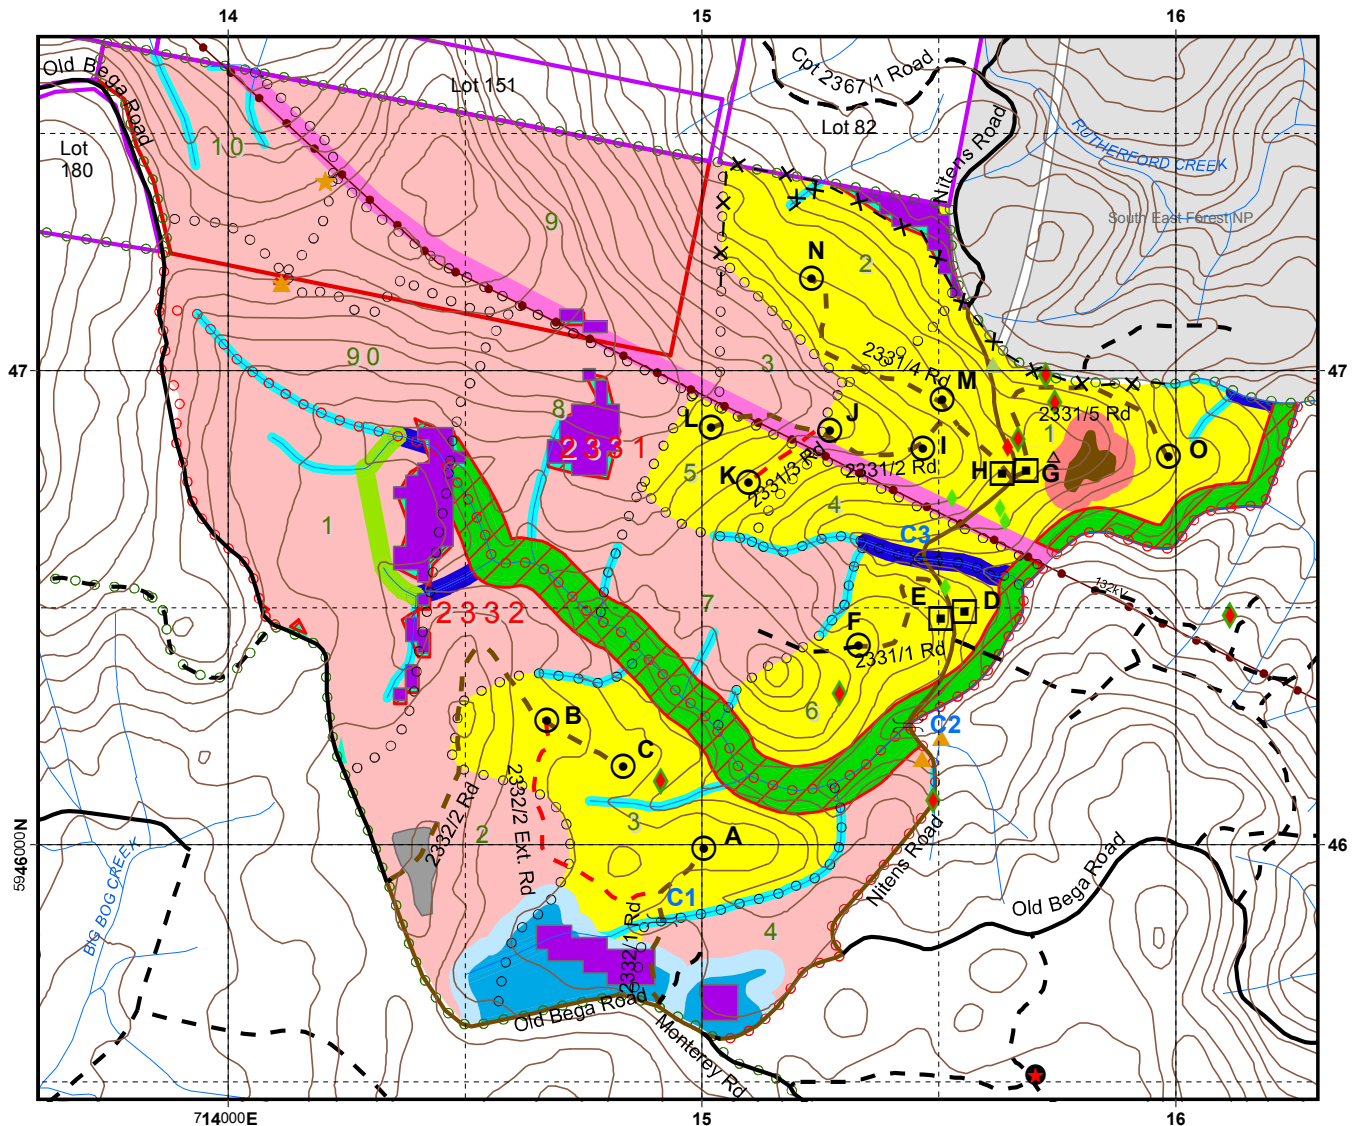 14
15
16
Old Bega Road
Lot 151
Cpt 2367/1 Road
Lot 82
Lot
180
10
Nitens Road
RUTHERFORD CREEK
South East Forest NP
9
N
2
47
47
90
3
2331/4 Rd
M
8
L
J
2331/5 Rd
1
2331
I
O
5
K
2331/3 Rd
2331/2 Rd
H
G
4
1
C3
132kV
2332
7
E
D
F
2331/1 Rd
6
B
C2
C
2332/2 Rd
2332/2 Ext. Rd
2
3
A
Nitens Road
5946000N
46
BIG BOG CREEK
Old Bega Road
C1
4
2332/1 Rd
Old Bega Road
Monterey Rd
714000E
15
16